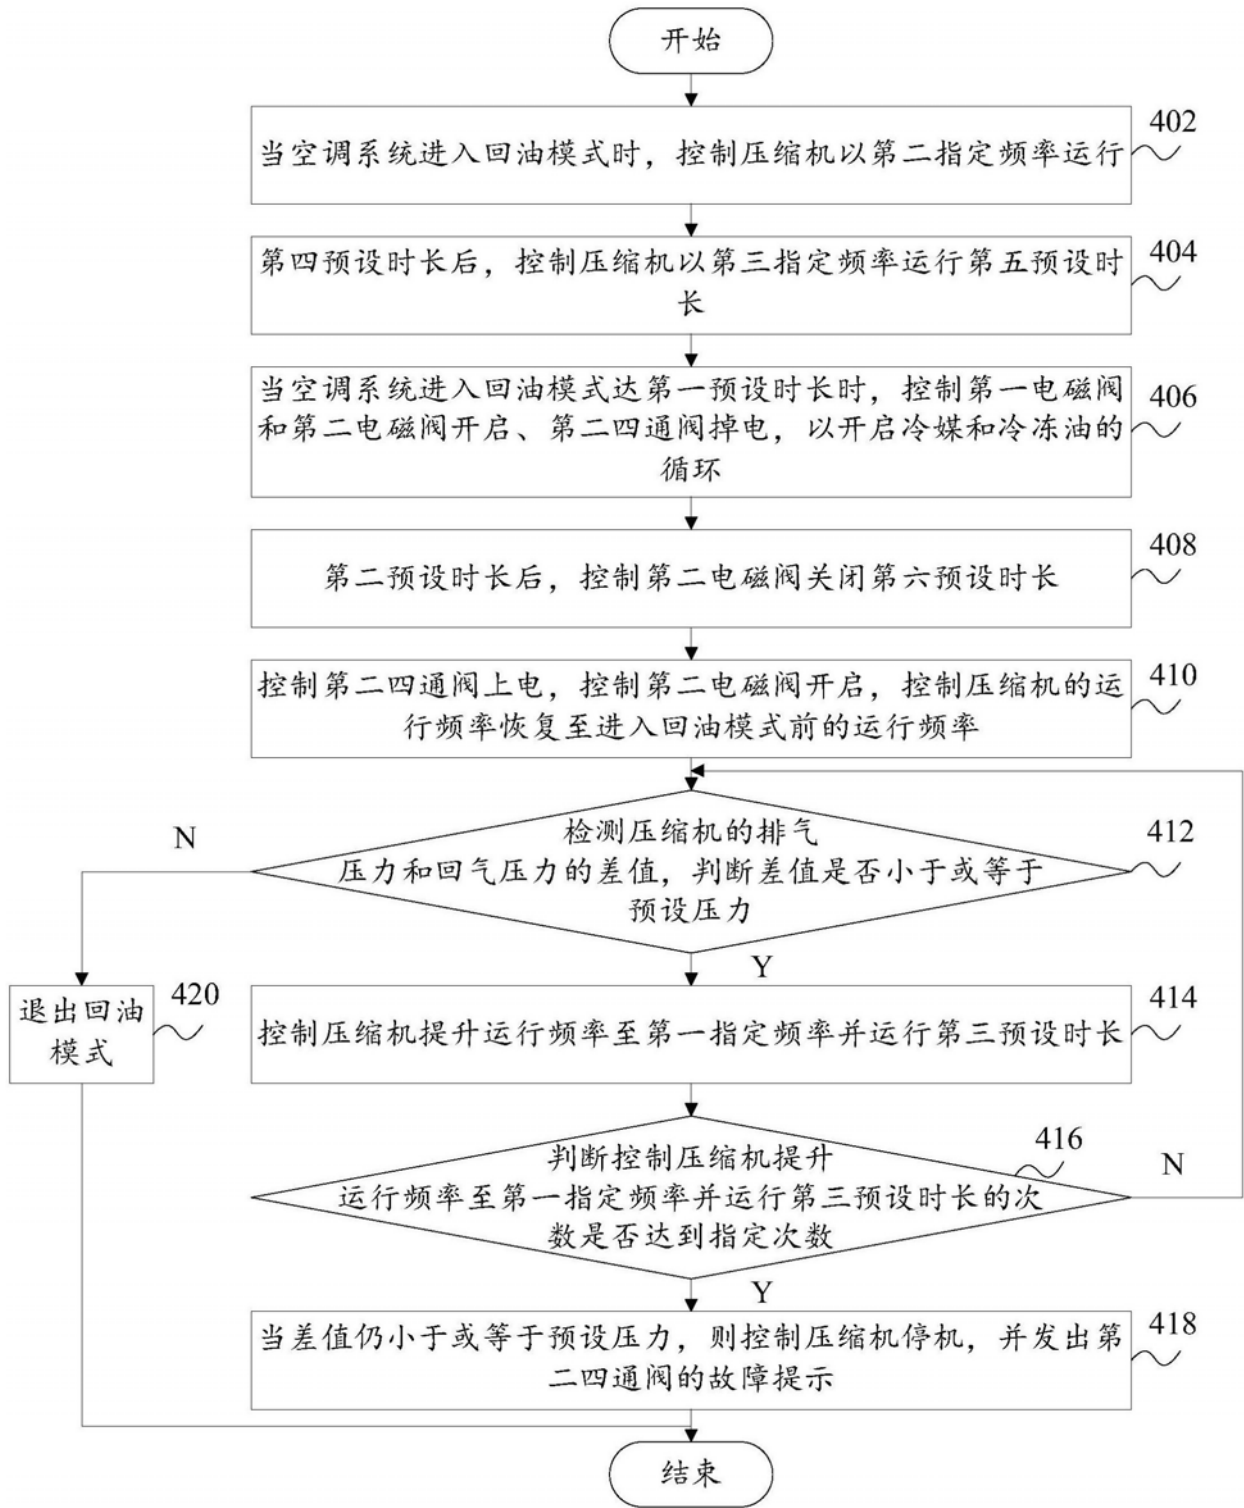 开始
当空调系统进入回油模式时，控制压缩机以第二指定频率运行
402
第四预设时长后，控制压缩机以第三指定频率运行第五预设时
长
404
当空调系统进入回油模式达第一预设时长时，控制第一电磁阀
和第二电磁阀开启、第二四通阀掉电，以开启冷媒和冷冻油的
循环
406
第二预设时长后，控制第二电磁阀关闭第六预设时长
408
控制第二四通阀上电，控制第二电磁阀开启，控制压缩机的运
行频率恢复至进入回油模式前的运行频率
410
检测压缩机的排气
压力和回气压力的差值，判断差值是否小于或等于
预设压力
412
N
Y
退出回油
模式
420
控制压缩机提升运行频率至第一指定频率并运行第三预设时长
414
判断控制压缩机提升
运行频率至第一指定频率并运行第三预设时长的次
数是否达到指定次数
416
N
Y
当差值仍小于或等于预设压力，则控制压缩机停机，并发出第
二四通阀的故障提示
418
结束